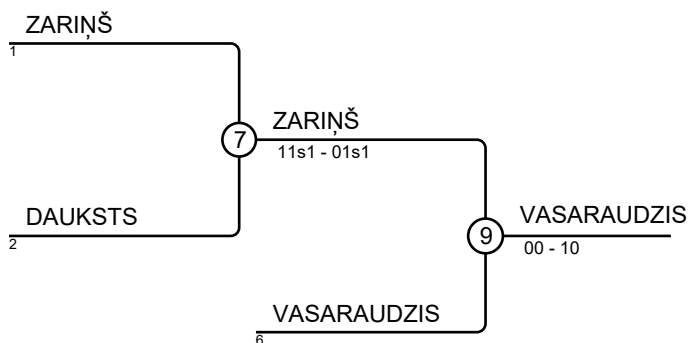 ZARIŅŠ
1
7
ZARIŅŠ
11s1 - 01s1
DAUKSTS
2
9
VASARAUDZIS
00 - 10
VASARAUDZIS
6